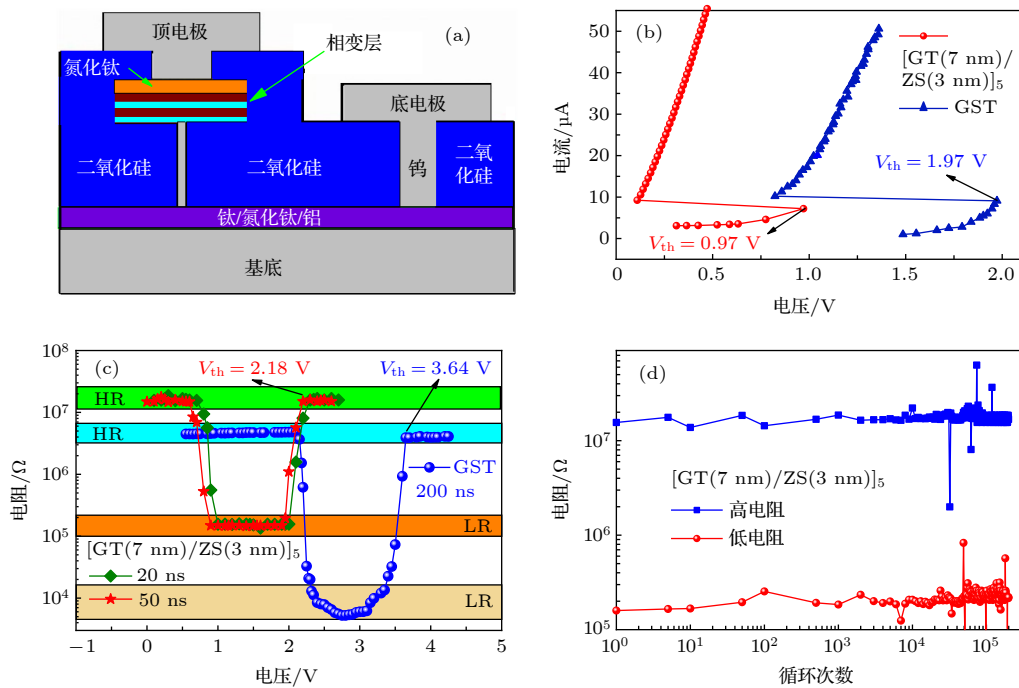 顶电极
(a)
氮化钛
相变层
底电极
二氧化硅
二氧化硅
钨
二氧
化硅
钛/氮化钛/铝
基底
(b)
[GT(7 nm)/
ZS(3 nm)]5
GST
Vth = 1.97 V
Vth = 0.97 V
50
40
30
20
10
0
电流/µA
0
0.5
1.0
1.5
2.0
电压/V
(c)
Vth = 2.18 V
Vth = 3.64 V
HR
HR
GST
200 ns
LR
[GT(7 nm)/ZS(3 nm)]5
20 ns
50 ns
LR
10^8
10^7
10^6
10^5
10^4
电阻/Ω
−1
0
1
2
3
4
5
电压/V
(d)
[GT(7 nm)/ZS(3 nm)]5
高电阻
低电阻
10^7
10^6
10^5
电阻/Ω
10^0
10^1
10^2
10^3
10^4
10^5
循环次数